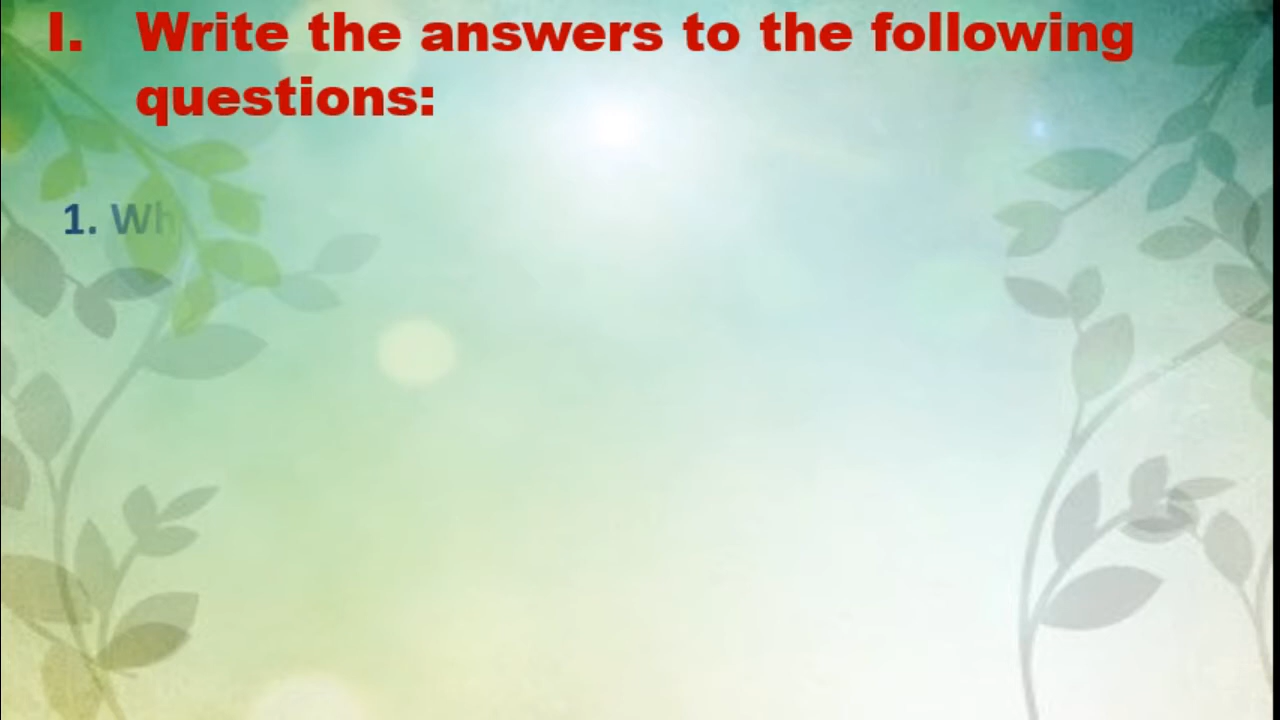 I. Write the answers to the following
questions:
1. Wh